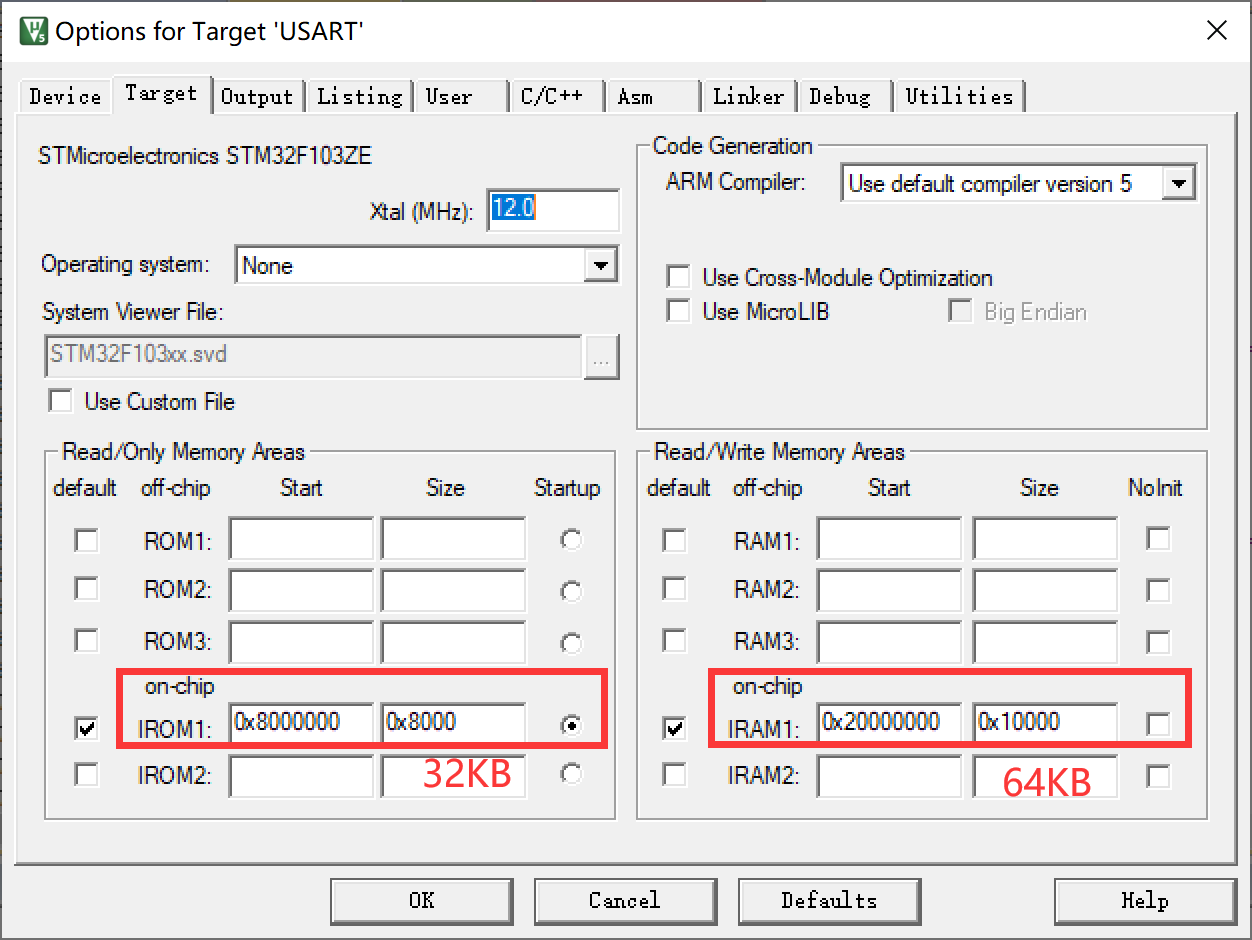 Options for Target 'USART'
Device Target Output Listing User C/C++ Asm Linker Debug Utilities
STMicroelectronics STM32F103ZE
Xtal (MHz): 12.0
Operating system: None
System Viewer File:
STM32F103xx.svd ...
Use Custom File
Code Generation
ARM Compiler: Use default compiler version 5
Use Cross-Module Optimization
Use MicroLIB Big Endian
Read/Only Memory Areas
default off-chip Start Size Startup
ROM1:
ROM2:
ROM3:
on-chip
IROM1: 0x8000000 0x8000
IROM2: 32KB
Read/Write Memory Areas
default off-chip Start Size NoInit
RAM1:
RAM2:
RAM3:
on-chip
IRAM1: 0x20000000 0x10000
IRAM2: 64KB
OK Cancel Defaults Help